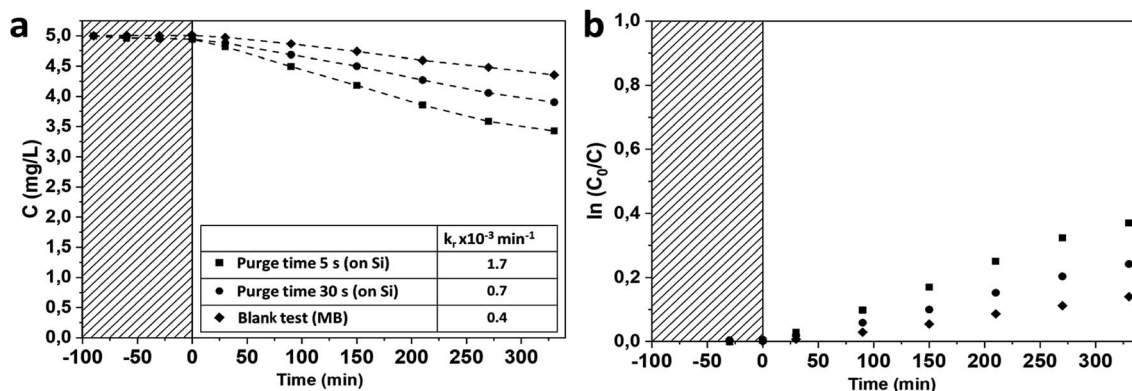 a
5,0
4,5
4,0
3,5
3,0
2,5
2,0
1,5
1,0
0,5
0,0
C (mg/L)
-100 -50 0 50 100 150 200 250 300
Time (min)
kᵣ x10⁻³ min⁻¹
Purge time 5 s (on Si) 1.7
Purge time 30 s (on Si) 0.7
Blank test (MB) 0.4
b
1,0
0,8
0,6
0,4
0,2
0,0
ln (C₀/C)
-100 -50 0 50 100 150 200 250 300
Time (min)